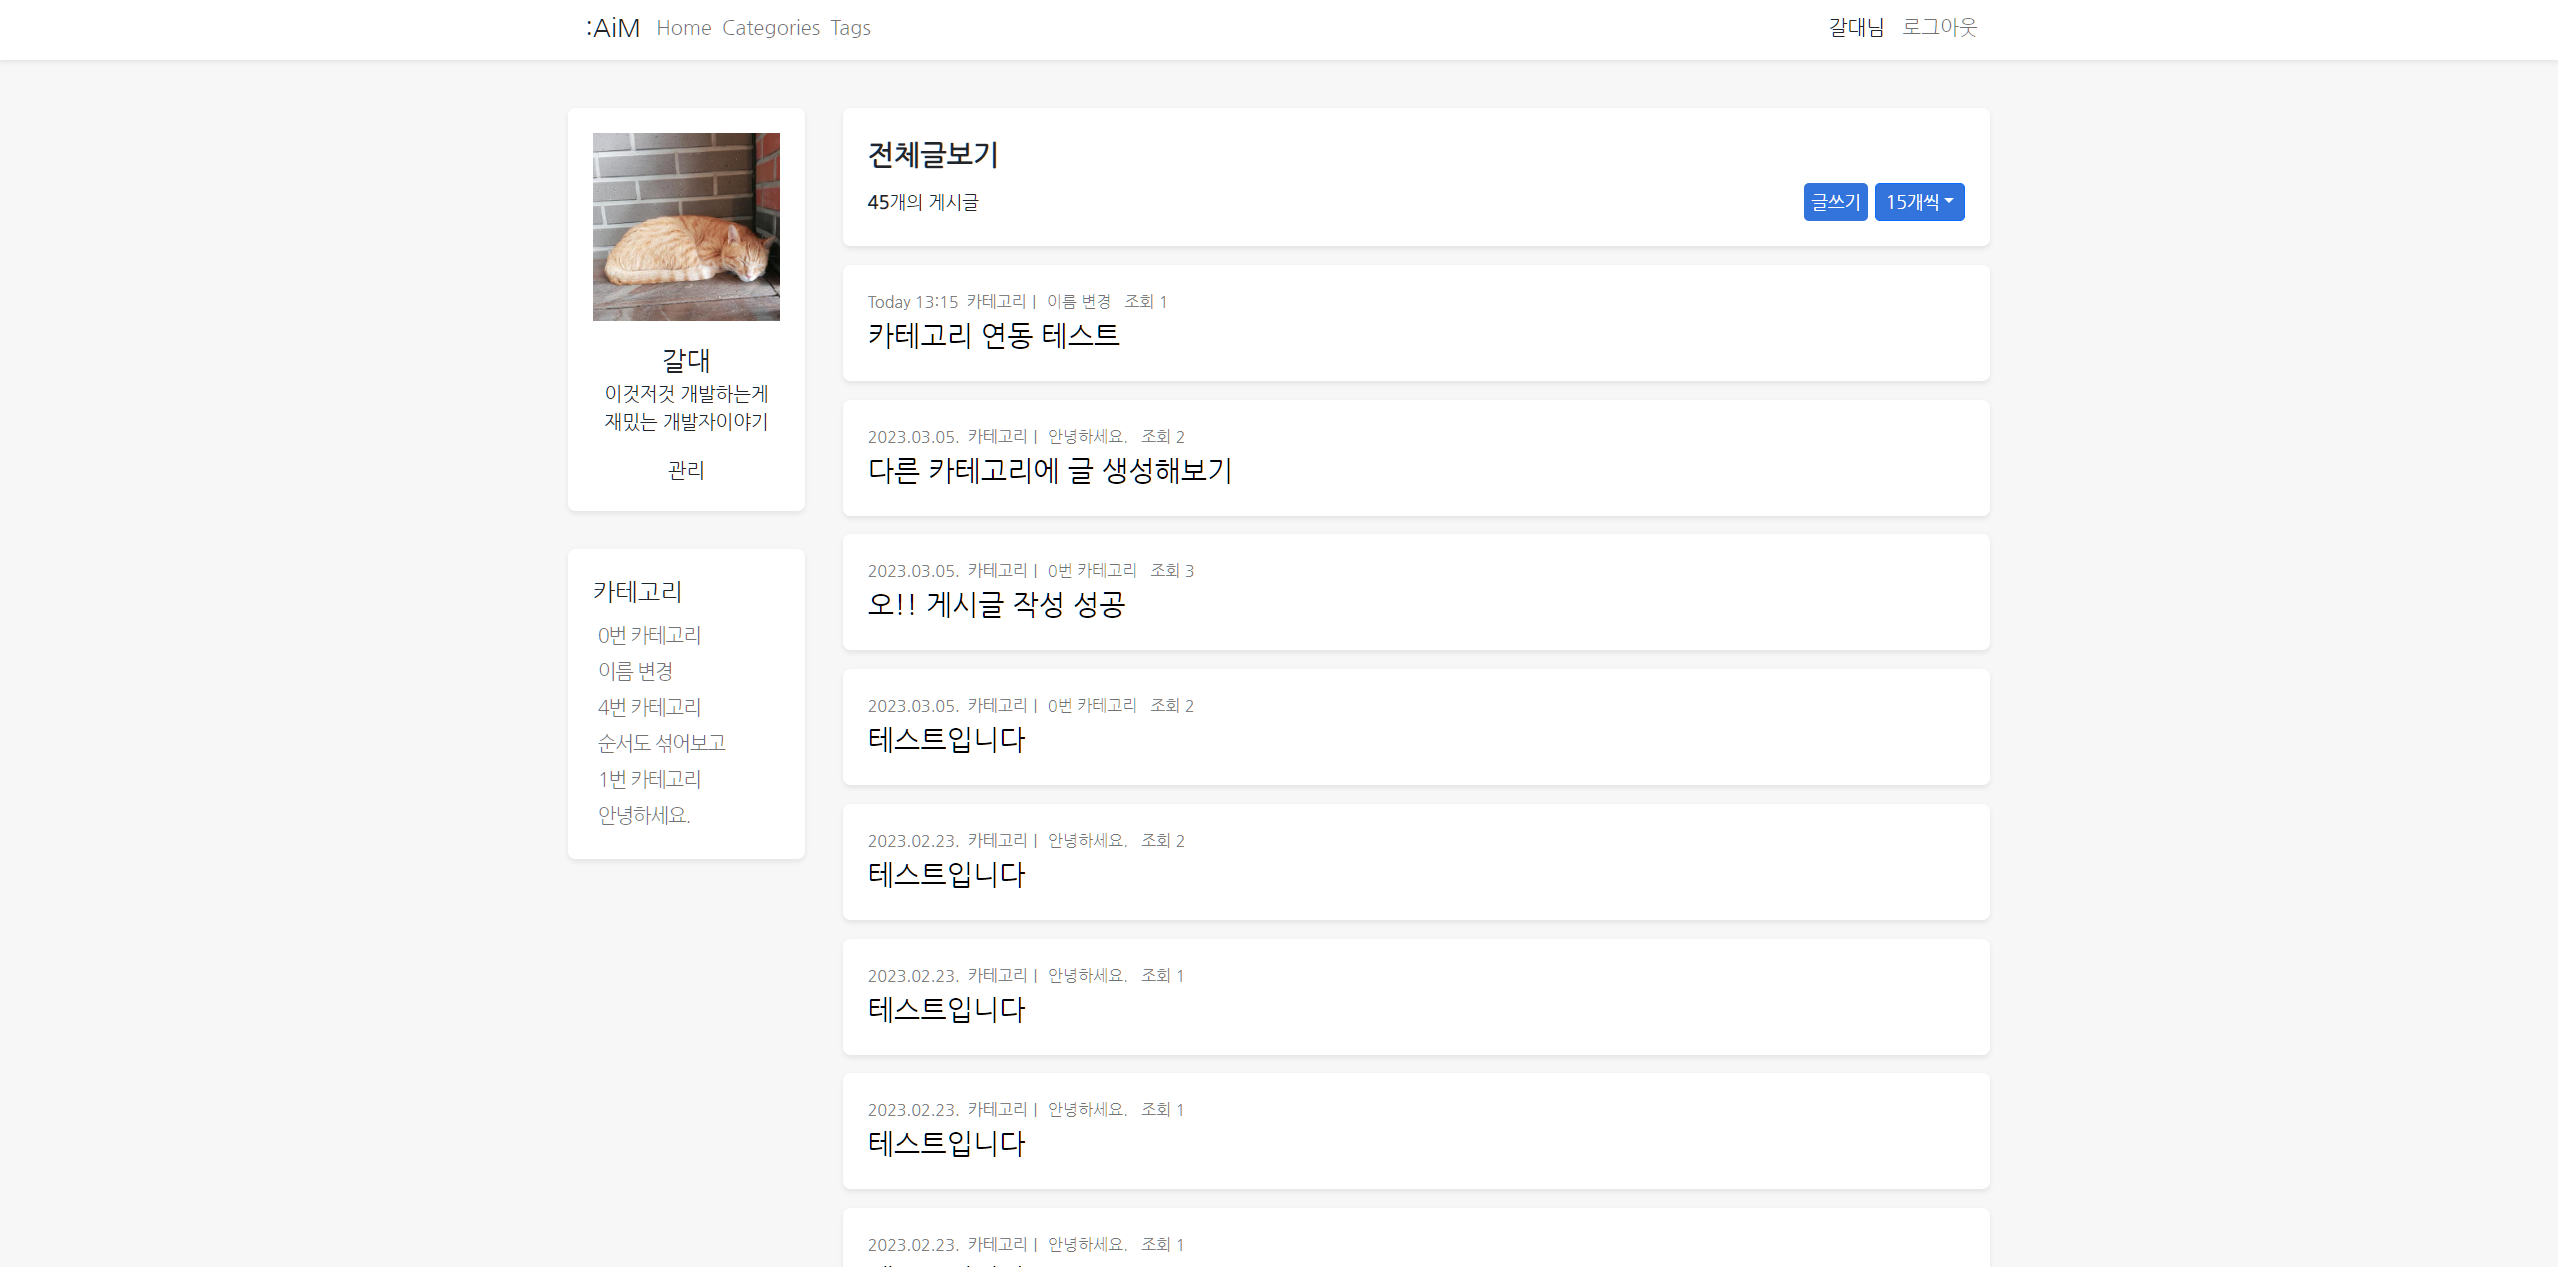 :AiM Home Categories Tags 갈대님 로그아웃
갈대
이것저것 개발하는게
재밌는 개발자이야기
관리
카테고리
0번 카테고리
이름 변경
4번 카테고리
순서도 섞어보고
1번 카테고리
안녕하세요.
전체글보기
45개의 게시글 글쓰기 15개씩
Today 13:15 카테고리 | 이름 변경 조회 1
카테고리 연동 테스트
2023.03.05. 카테고리 | 안녕하세요. 조회 2
다른 카테고리에 글 생성해보기
2023.03.05. 카테고리 | 0번 카테고리 조회 3
오!! 게시글 작성 성공
2023.03.05. 카테고리 | 0번 카테고리 조회 2
테스트입니다
2023.02.23. 카테고리 | 안녕하세요. 조회 2
테스트입니다
2023.02.23. 카테고리 | 안녕하세요. 조회 1
테스트입니다
2023.02.23. 카테고리 | 안녕하세요. 조회 1
테스트입니다
2023.02.23. 카테고리 | 안녕하세요. 조회 1